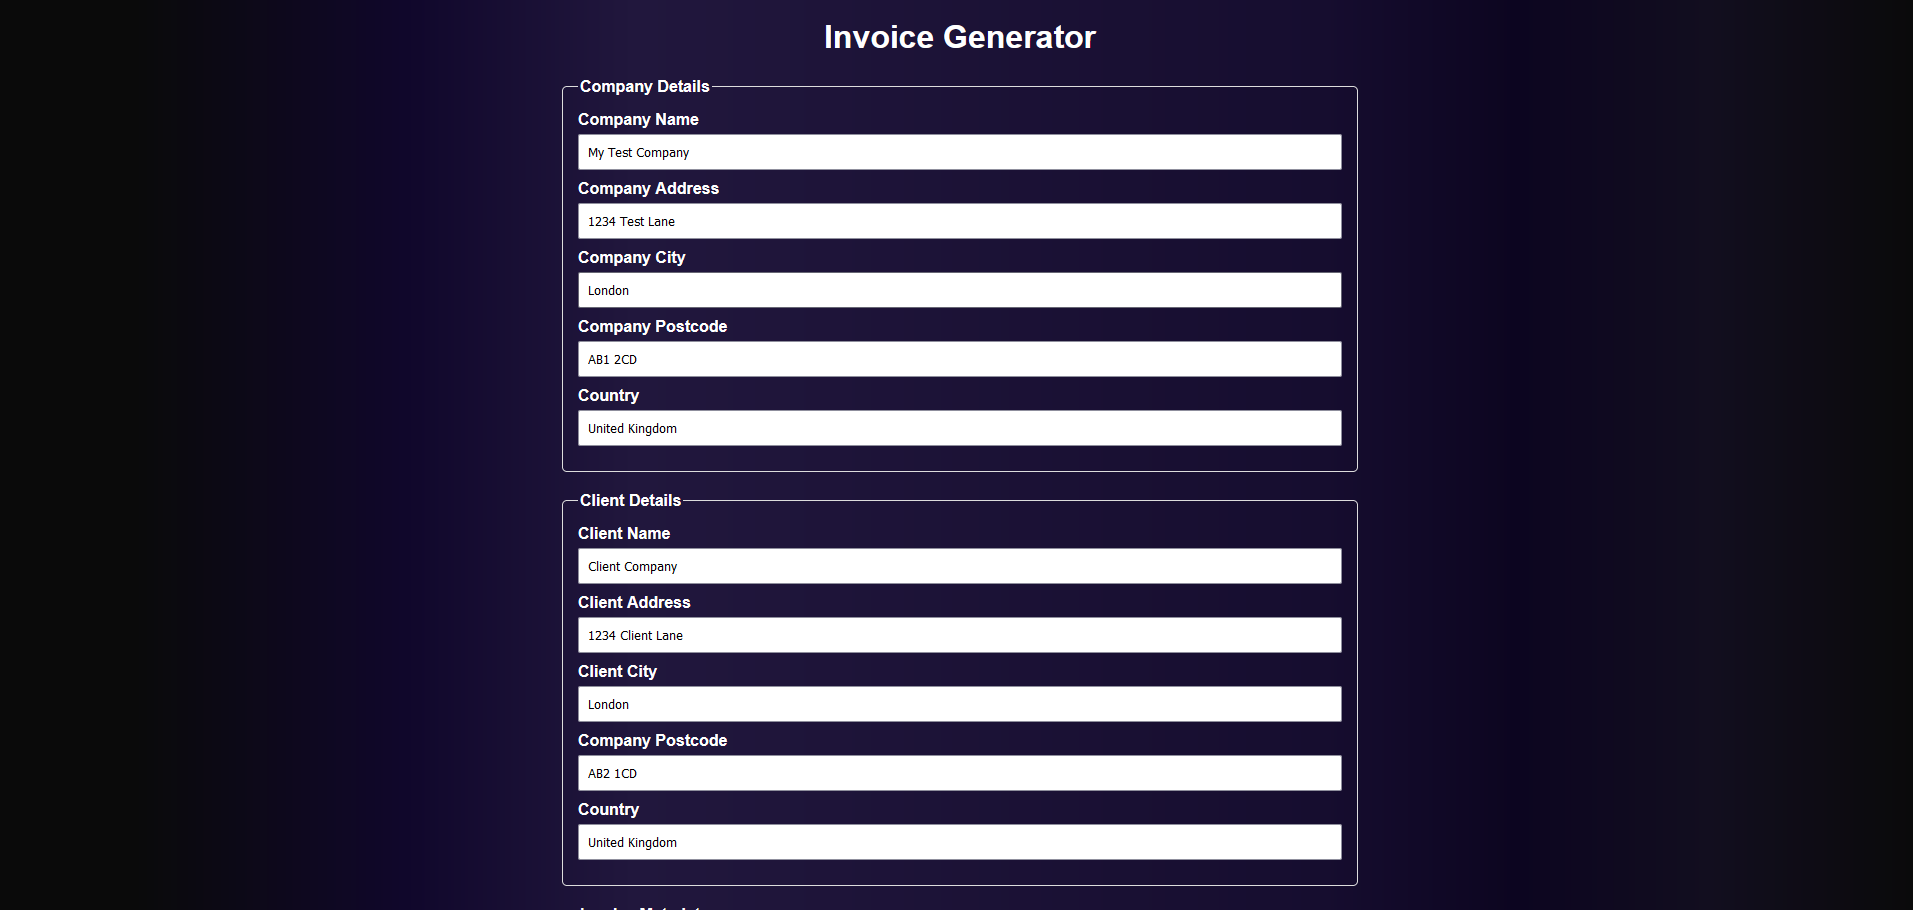 Invoice Generator
Company Details
Company Name
My Test Company
Company Address
1234 Test Lane
Company City
London
Company Postcode
AB1 2CD
Country
United Kingdom
Client Details
Client Name
Client Company
Client Address
1234 Client Lane
Client City
London
Company Postcode
AB2 1CD
Country
United Kingdom